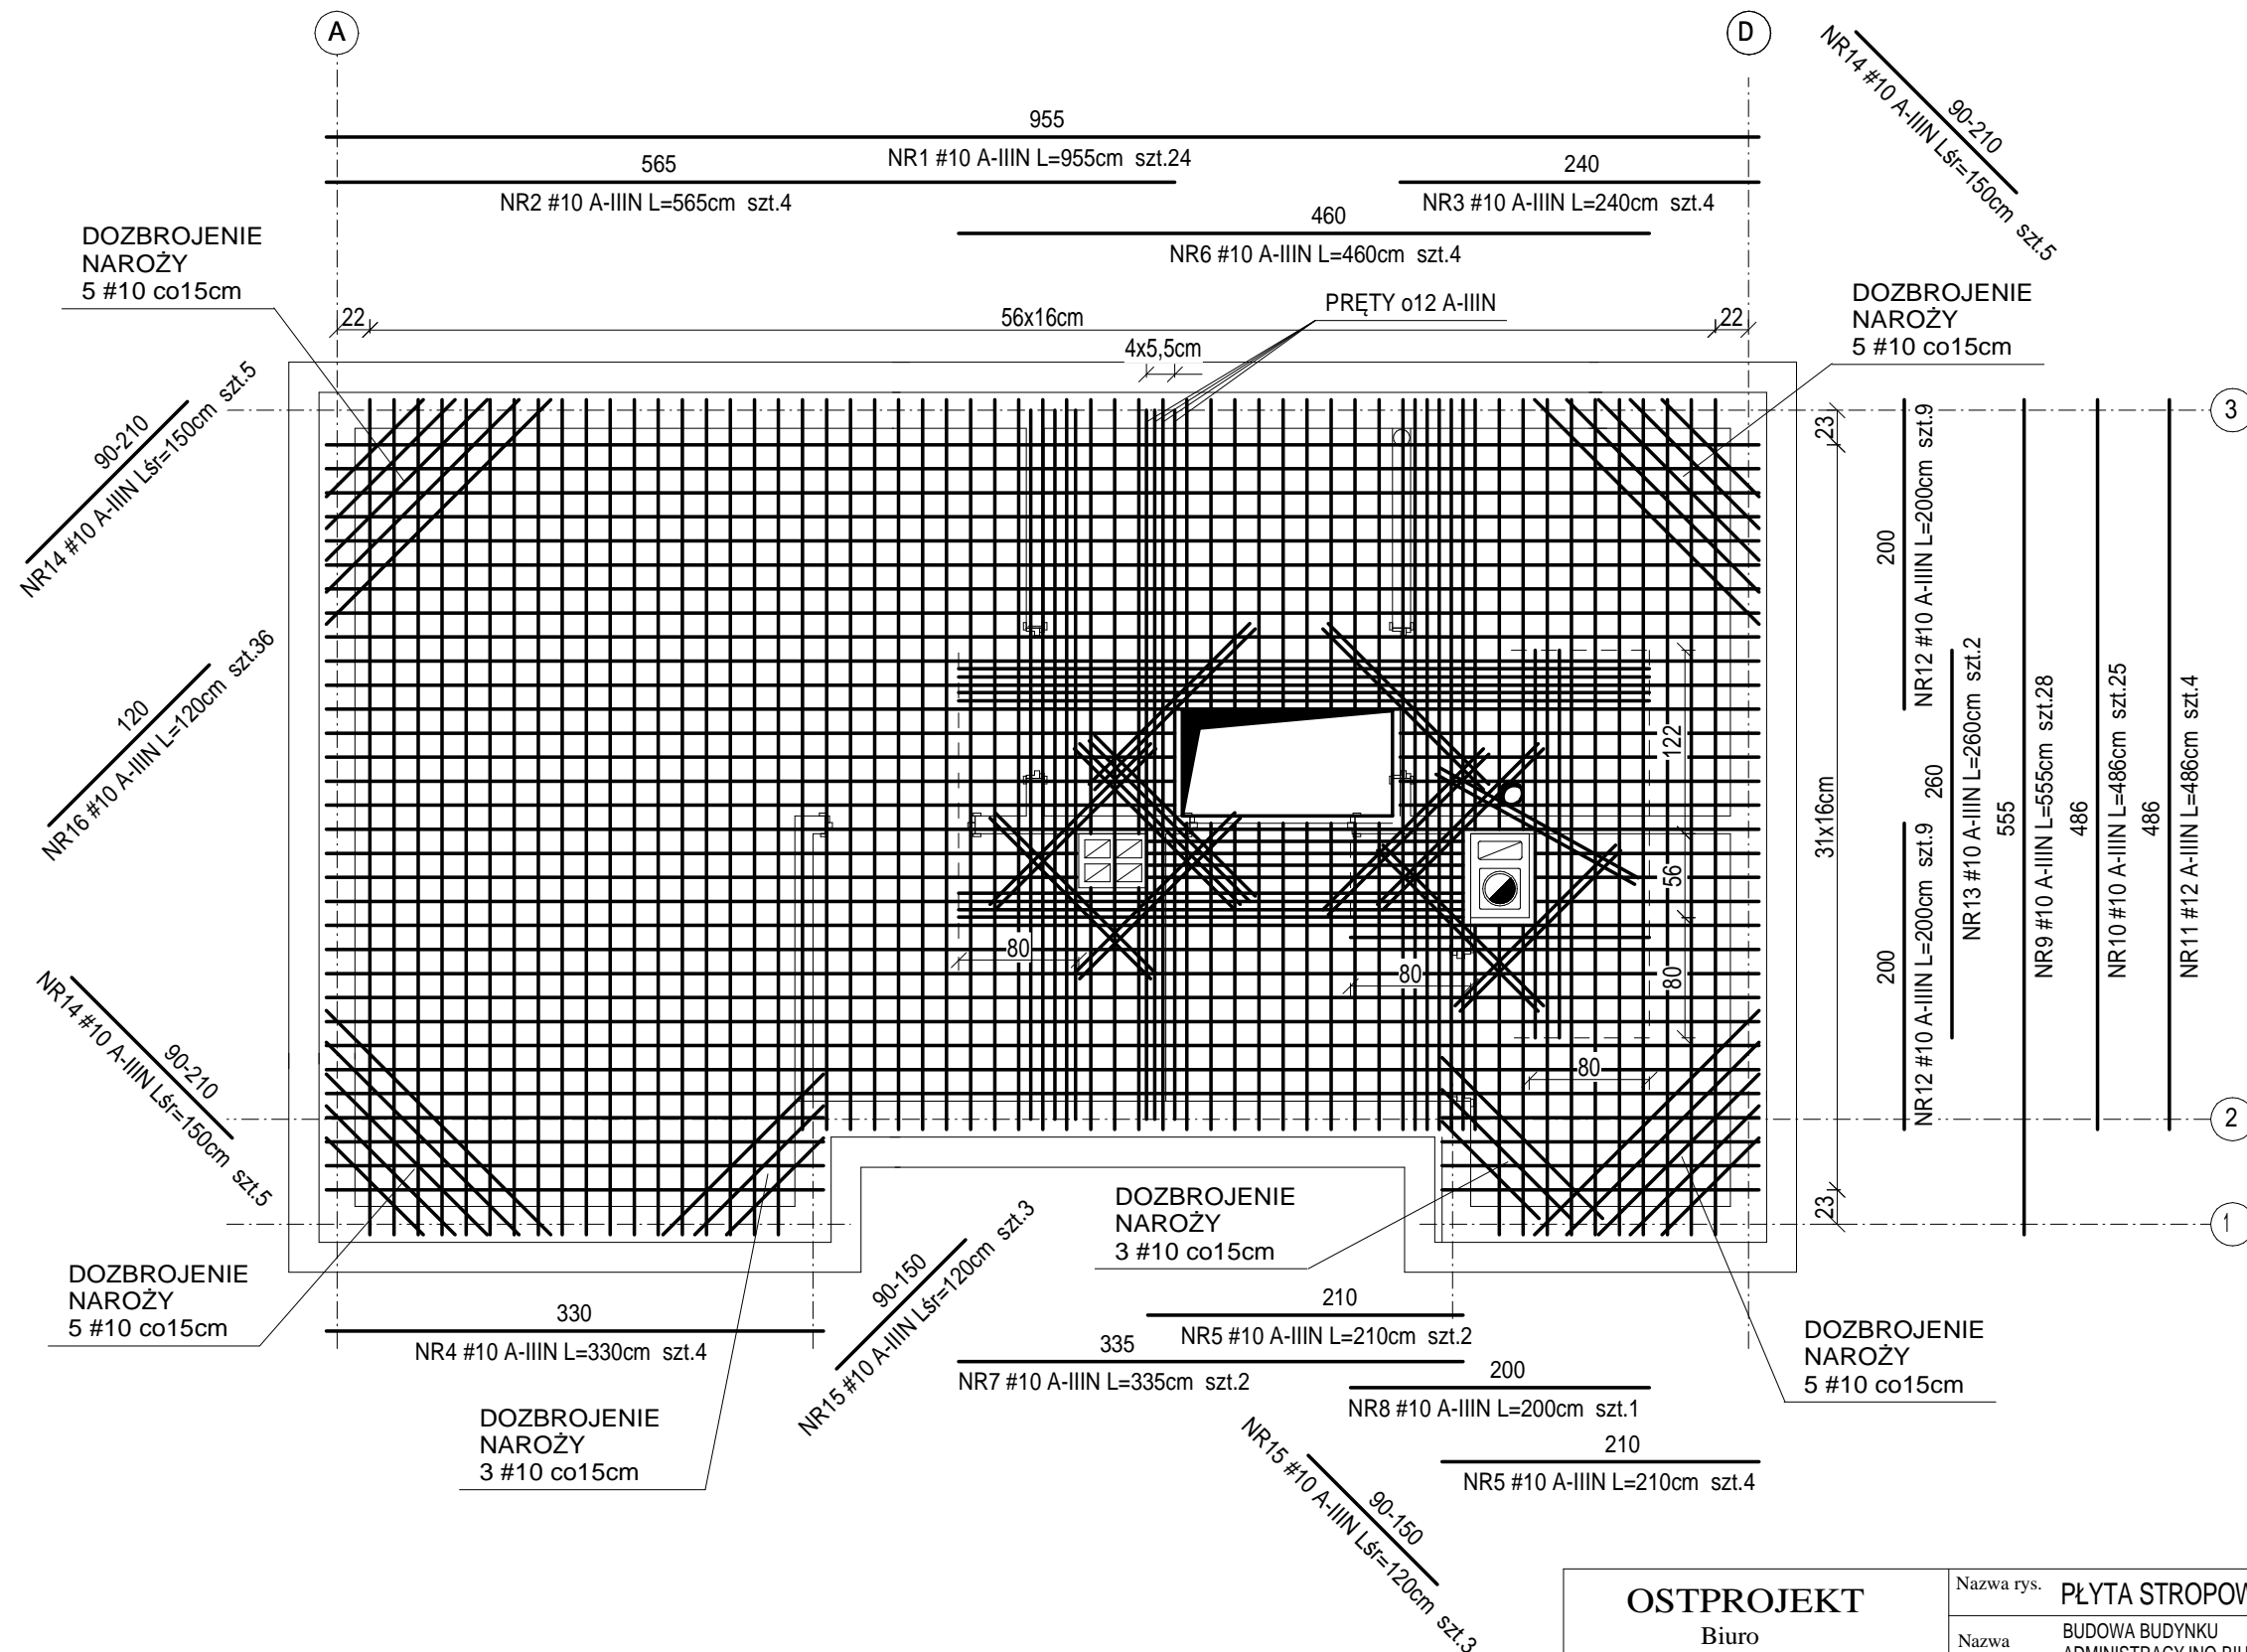 A
D
955
NR1 #10 A-IIIN L=955cm szt.24
565
NR2 #10 A-IIIN L=565cm szt.4
240
NR3 #10 A-IIIN L=240cm szt.4
460
NR6 #10 A-IIIN L=460cm szt.4
90-210
NR14 #10 A-IIIN Lśr=150cm szt.5
DOZBROJENIE
NAROŻY
5 #10 co15cm
DOZBROJENIE
NAROŻY
5 #10 co15cm
PRĘTY o12 A-IIIN
22
56x16cm
22
4x5,5cm
90-210
NR14 #10 A-IIIN Lśr=150cm szt.5
120
NR16 #10 A-IIIN L=120cm szt.36
90-210
NR14 #10 A-IIIN Lśr=150cm szt.5
3
2
1
23
31x16cm
23
200
NR12 #10 A-IIIN L=200cm szt.9
200
NR12 #10 A-IIIN L=200cm szt.9
260
NR13 #10 A-IIIN L=260cm szt.2
555
NR9 #10 A-IIIN L=555cm szt.28
486
NR10 #10 A-IIIN L=486cm szt.25
486
NR11 #12 A-IIIN L=486cm szt.4
122
56
80
80
80
80
DOZBROJENIE
NAROŻY
5 #10 co15cm
330
NR4 #10 A-IIIN L=330cm szt.4
DOZBROJENIE
NAROŻY
3 #10 co15cm
90-150
NR15 #10 A-IIIN Lśr=120cm szt.3
DOZBROJENIE
NAROŻY
3 #10 co15cm
210
NR5 #10 A-IIIN L=210cm szt.2
335
NR7 #10 A-IIIN L=335cm szt.2
200
NR8 #10 A-IIIN L=200cm szt.1
210
NR5 #10 A-IIIN L=210cm szt.4
90-150
NR15 #10 A-IIIN Lśr=120cm szt.3
DOZBROJENIE
NAROŻY
5 #10 co15cm
OSTPROJEKT
Biuro
Nazwa rys. PŁYTA STROPOW
Nazwa
BUDOWA BUDYNKU